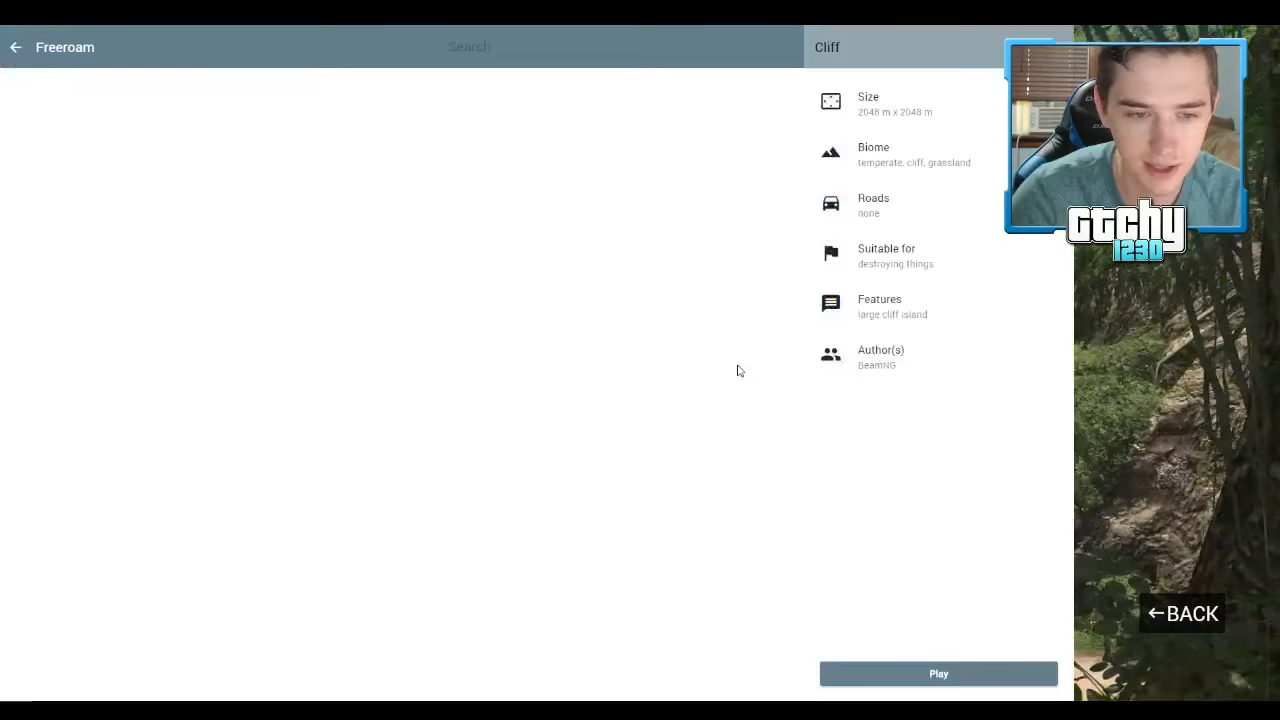 Freeroam
Search
Cliff
Size
2048 m x 2048 m
Biome
temperate, cliff, grassland
Roads
none
Suitable for
destroying things
Features
large cliff island
Author(s)
BeamNG
Play
←BACK
GTCHY
1230